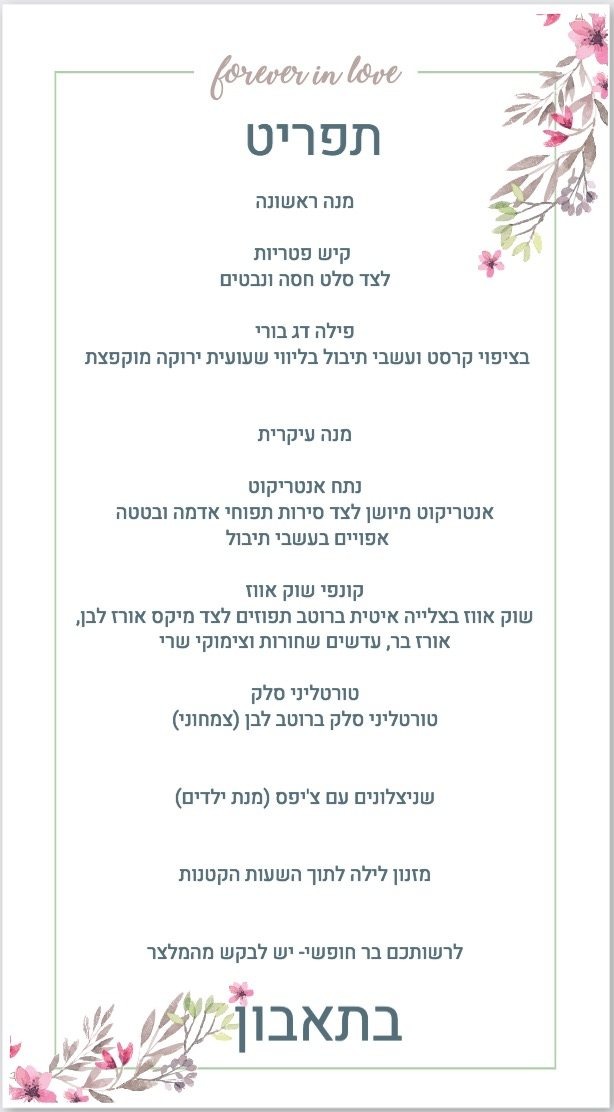 forever in love
תפריט
מנה ראשונה
קיש פטריות
לצד סלט חסה ונבטים
פילה דג בורי
בציפוי קרסט ועשבי תיבול בליווי שעועית ירוקה מוקפצת
מנה עיקרית
נתח אנטריקוט
אנטריקוט מיושן לצד סירות תפוחי אדמה ובטטה
אפויים בעשבי תיבול
קונפי שוק אווז
שוק אווז בצלייה איטית ברוטב תפוזים לצד מיקס אורז לבן,
אורז בר, עדשים שחורות וצימוקי שרי
טורטליני סלק
טורטליני סלק ברוטב לבן (צמחוני)
שניצלונים עם צ'יפס (מנת ילדים)
מזנון לילה לתוך השעות הקטנות
לרשותכם בר חופשי- יש לבקש מהמלצר
בתאבון